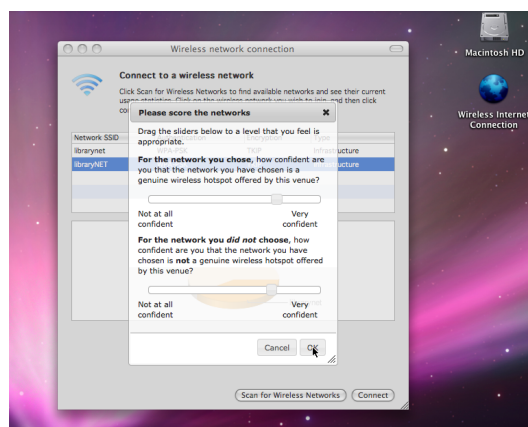 Wireless network connection
Macintosh HD
Connect to a wireless network
Click Scan for Wireless Networks to find available networks and see their current
Wireless Internet
Connection
Please score the networks
Drag the sliders below to a level that you feel is
appropriate.
Network SSID
librarynet WPA-PSK TKIP Infrastructure
libraryNET
For the network you chose, how confident are
you that the network you have chosen is a
genuine wireless hotspot offered by this venue?
Not at all Very
confident confident
For the network you did not choose, how
confident are you that the network you have
chosen is not a genuine wireless hotspot offered
by this venue?
Not at all Very
confident confident
Cancel OK
Scan for Wireless Networks Connect